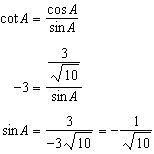 cot A = cos A / sin A
-3 = (3 / √10) / sin A
sin A = 3 / (-3√10) = -1 / √10